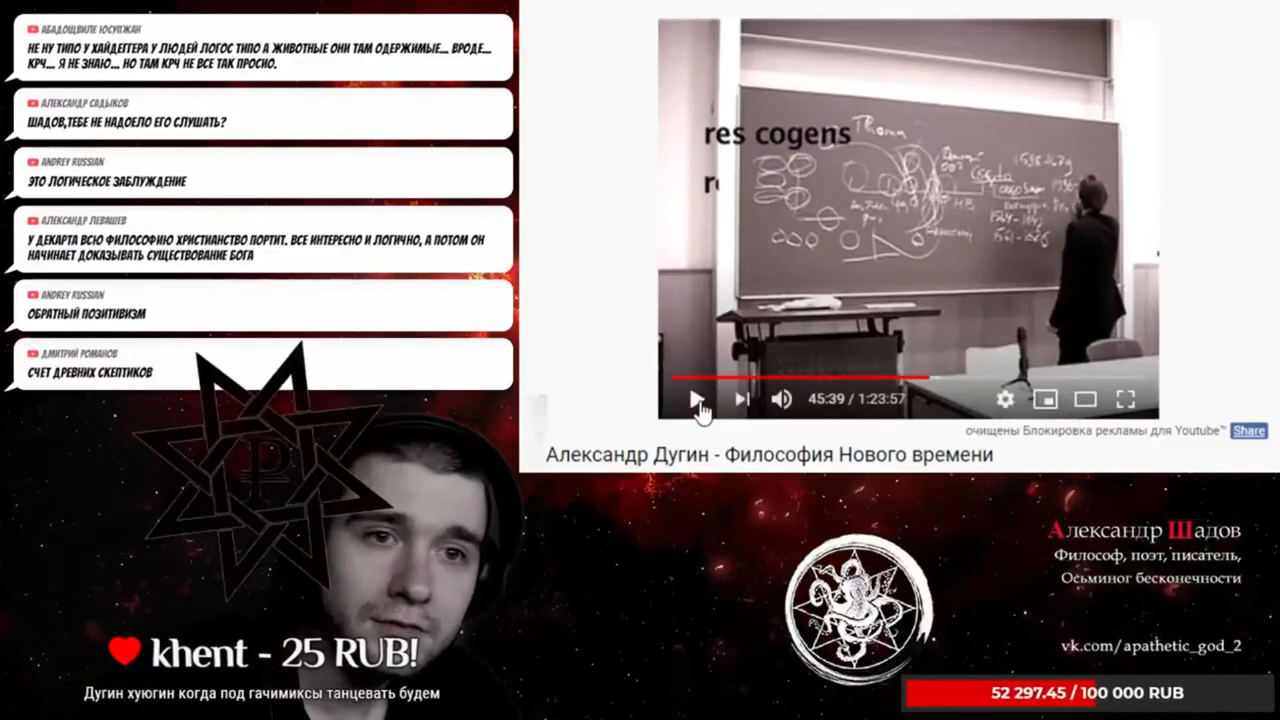 АБАДОЩВИЛЕ ЮСУПЖАН
НЕ НУ ТИПО У ХАЙДЕГГЕРА У ЛЮДЕЙ ЛОГОС ТИПО А ЖИВОТНЫЕ ОНИ ТАМ ОДЕРЖИМЫЕ... ВРОДЕ...
КРЧ... Я НЕ ЗНАЮ... НО ТАМ КРЧ НЕ ВСЕ ТАК ПРОСИО.
АЛЕКСАНДР САДЫКОВ
ШАДОВ,ТЕБЕ НЕ НАДОЕЛО ЕГО СЛУШАТЬ?
ANDREY RUSSIAN
ЭТО ЛОГИЧЕСКОЕ ЗАБЛУЖДЕНИЕ
АЛЕКСАНДР ЛЕВАШЕВ
У ДЕКАРТА ВСЮ ФИЛОСОФИЮ ХРИСТИАНСТВО ПОРТИТ. ВСЕ ИНТЕРЕСНО И ЛОГИЧНО, А ПОТОМ ОН
НАЧИНАЕТ ДОКАЗЫВАТЬ СУЩЕСТВОВАНИЕ БОГА
ANDREY RUSSIAN
ОБРАТНЫЙ ПОЗИТИВИЗМ
ДМИТРИЙ РОМАНОВ
СЧЕТ ДРЕВНИХ СКЕПТИКОВ
res cogens
r
Thoma
1561-1626
45:39 / 1:23:57
очищены Блокировка рекламы для Youtube™ Share
Александр Дугин - Философия Нового времени
Александр Шадов
Философ, поэт, писатель,
Осьминог бесконечности
vk.com/apathetic_god_2
52 297.45 / 100 000 RUB
khent - 25 RUB!
Дугин хуюгин когда под гачимиксы танцевать будем